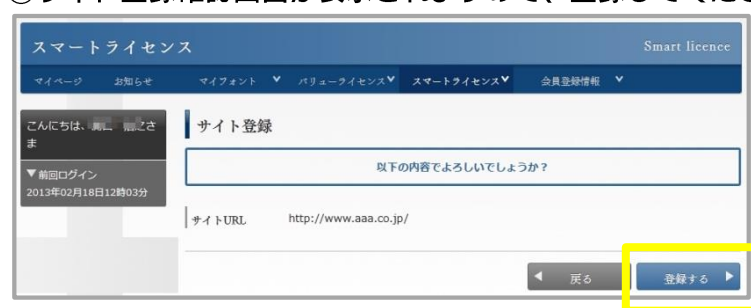 スマートライセンス
Smart licence
マイページ お知らせ マイフォント バリューライセンス スマートライセンス 会員登録情報
こんにちは、
さ
ま
サイト登録
以下の内容でよろしいでしょうか？
▼前回ログイン
2013年02月18日12時03分
サイトURL http://www.aaa.co.jp/
戻る
登録する